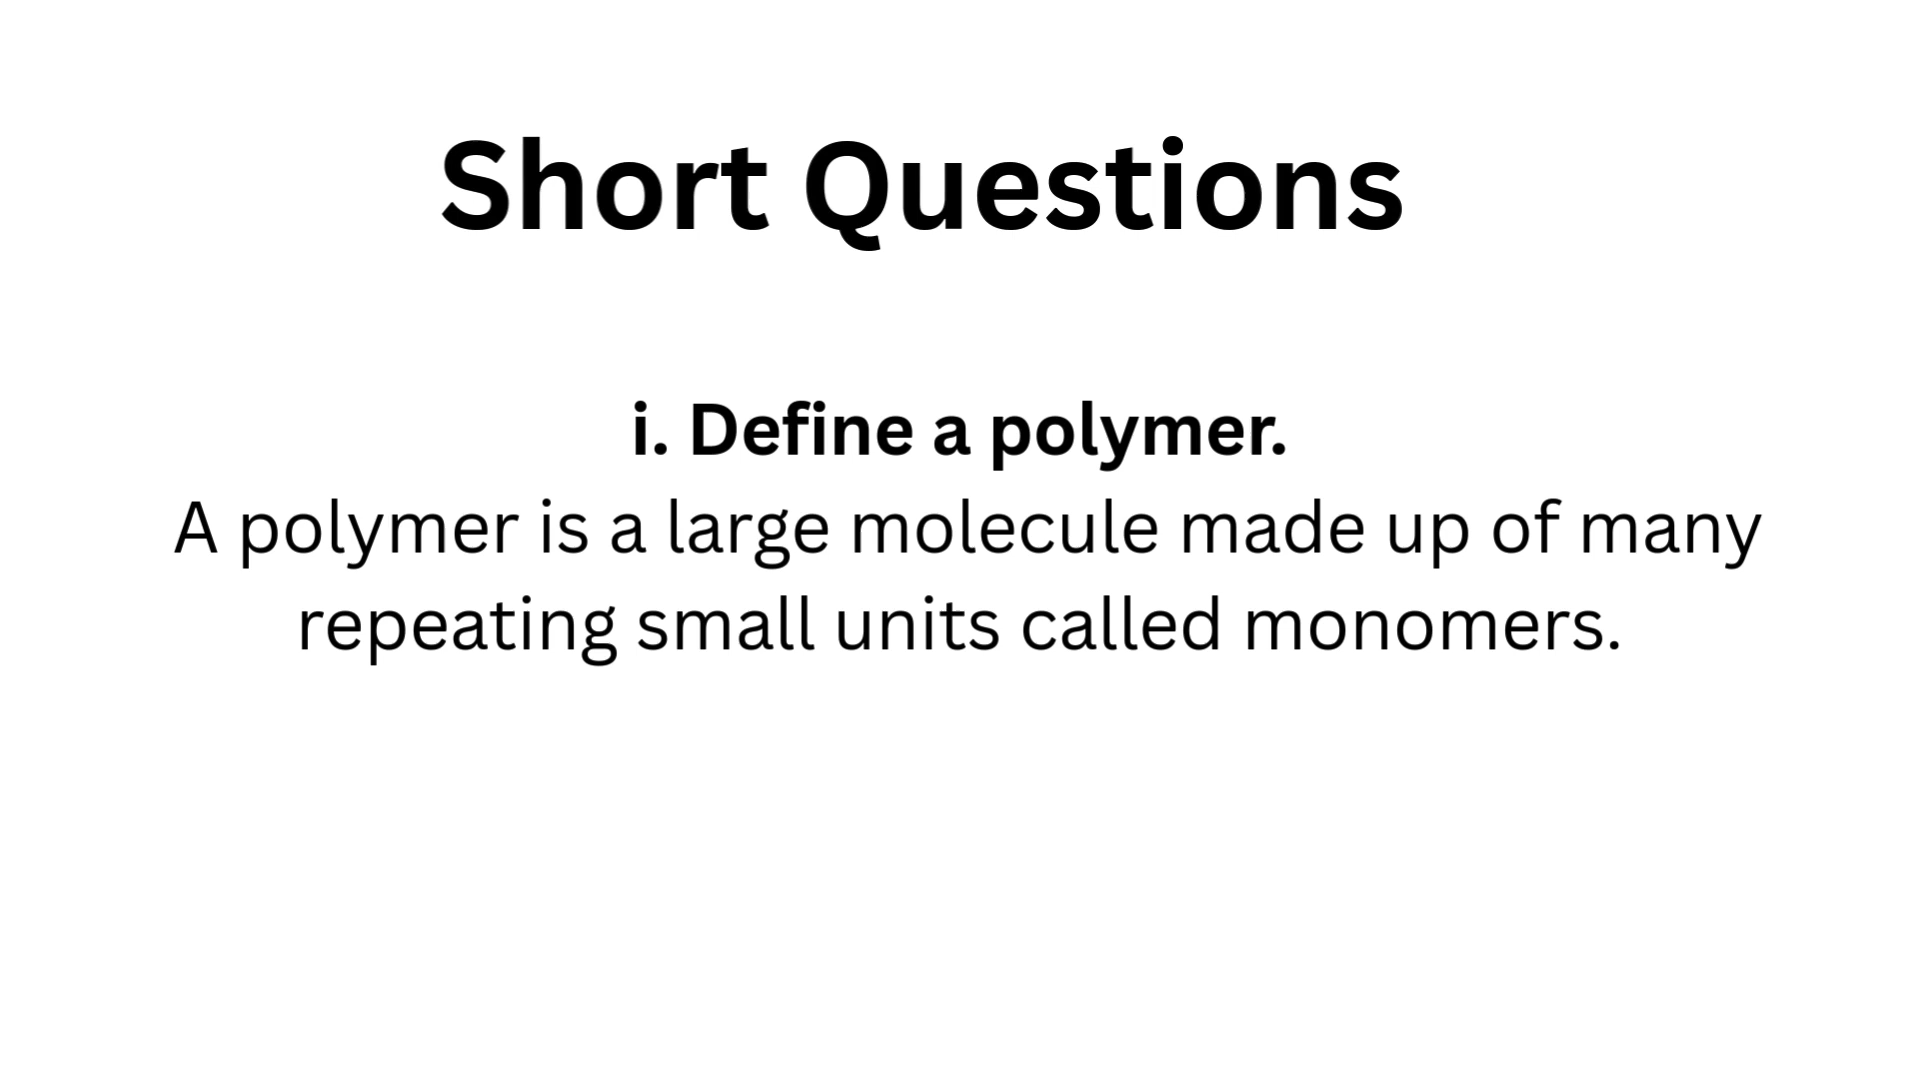 Short Questions
i. Define a polymer.
A polymer is a large molecule made up of many
repeating small units called monomers.